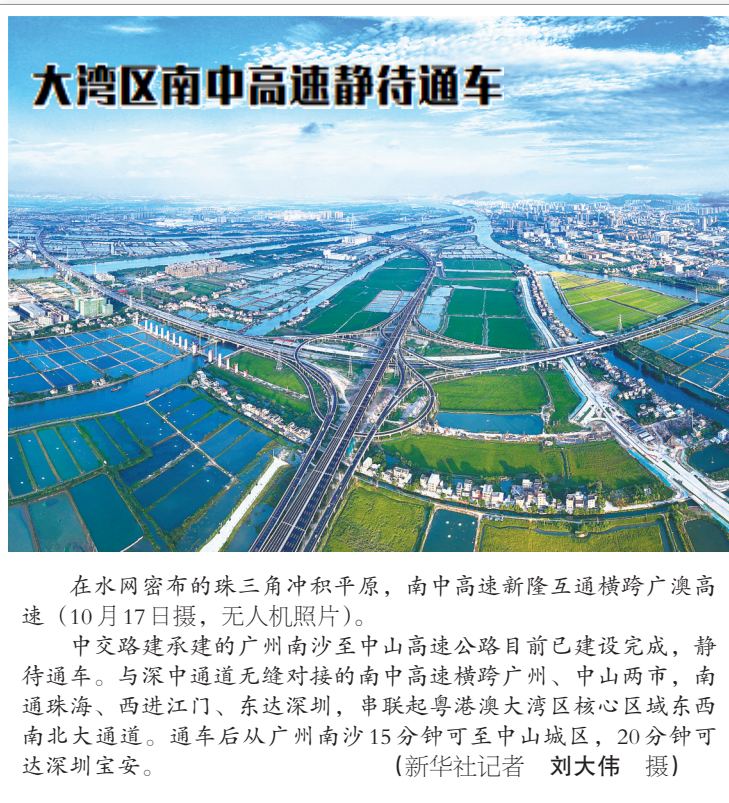 大湾区南中高速静待通车
在水网密布的珠三角冲积平原，南中高速新隆互通横跨广澳高
速（10月17日摄，无人机照片）。
中交路建承建的广州南沙至中山高速公路目前已建设完成，静
待通车。与深中通道无缝对接的南中高速横跨广州、中山两市，南
通珠海、西进江门、东达深圳，串联起粤港澳大湾区核心区域东西
南北大通道。通车后从广州南沙15分钟可至中山城区，20分钟可
达深圳宝安。 （新华社记者 刘大伟 摄）